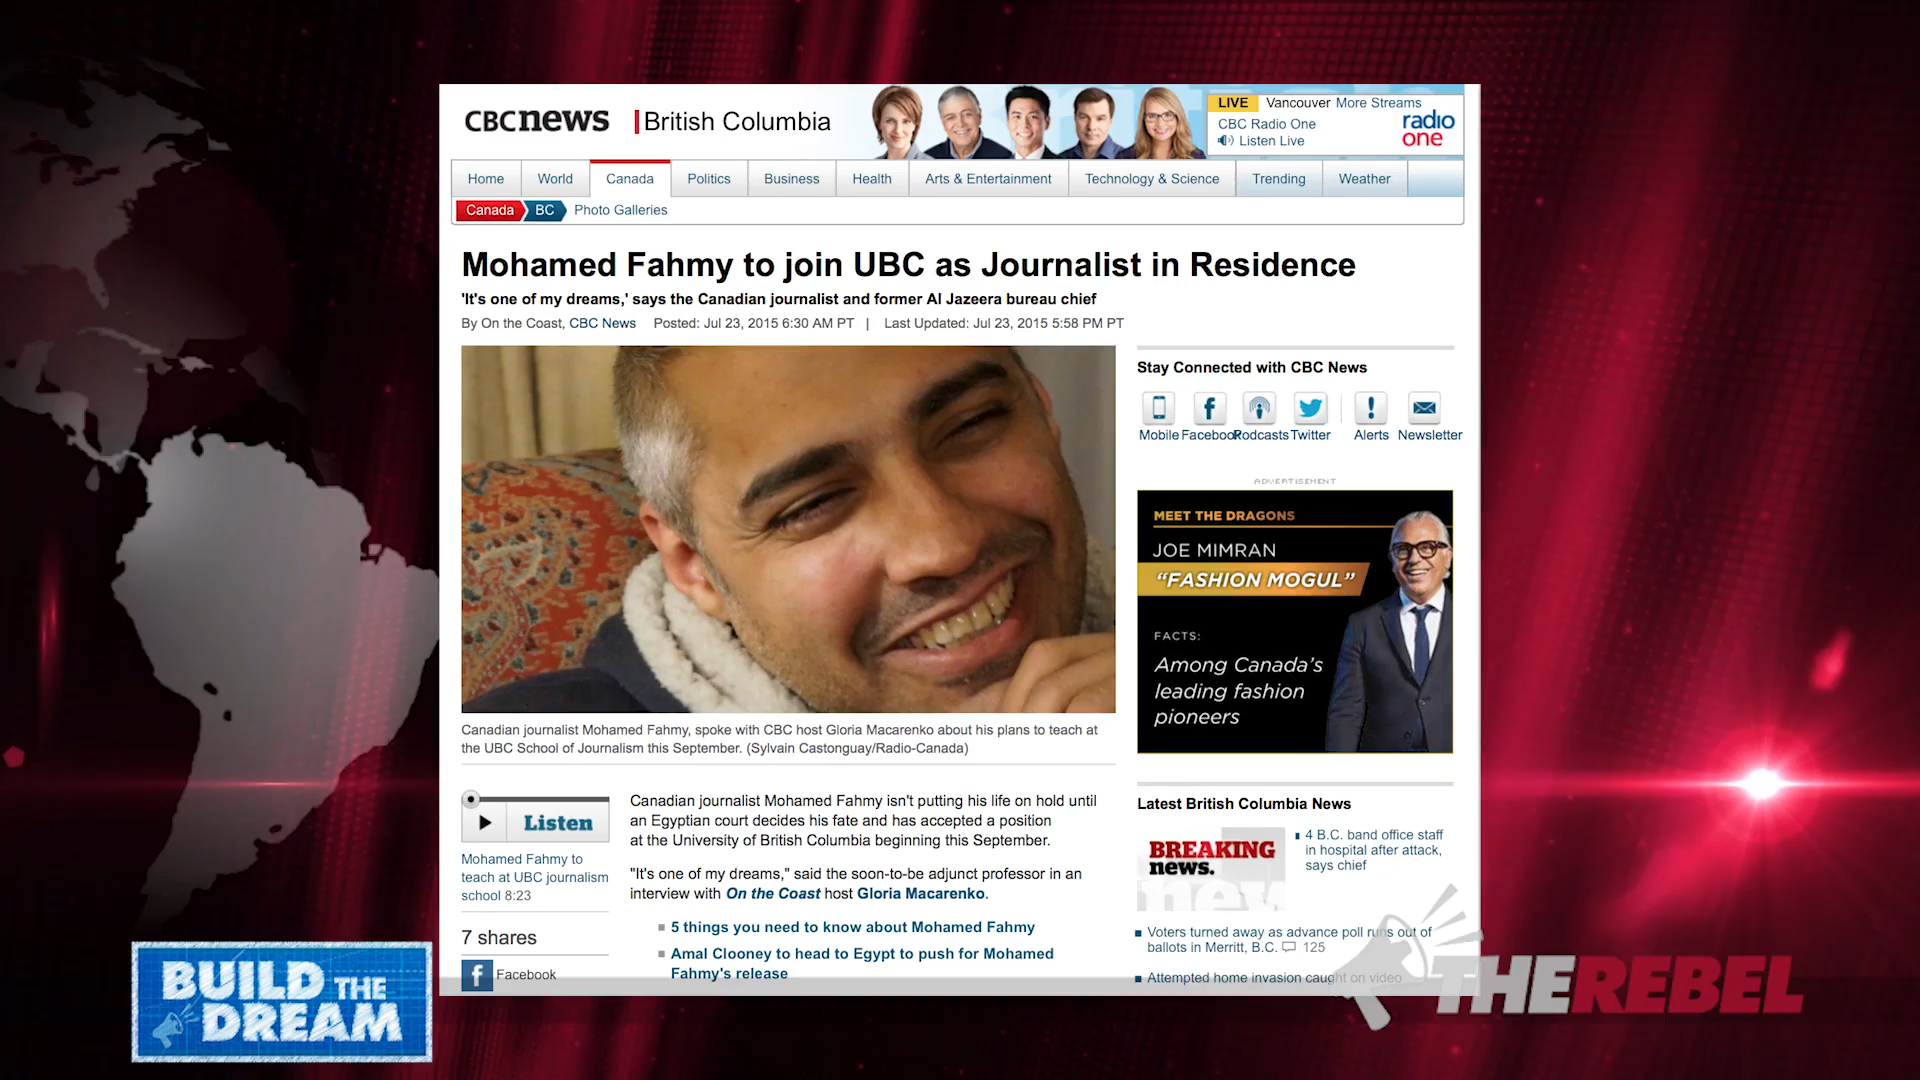 CBCnews
British Columbia
LIVE Vancouver More Streams
CBC Radio One
Listen Live
radio
one
Home World Canada Politics Business Health Arts & Entertainment Technology & Science Trending Weather
Canada BC Photo Galleries
Mohamed Fahmy to join UBC as Journalist in Residence
'It's one of my dreams,' says the Canadian journalist and former Al Jazeera bureau chief
By On the Coast, CBC News Posted: Jul 23, 2015 6:30 AM PT | Last Updated: Jul 23, 2015 5:58 PM PT
Canadian journalist Mohamed Fahmy, spoke with CBC host Gloria Macarenko about his plans to teach at
the UBC School of Journalism this September. (Sylvain Castonguay/Radio-Canada)
Listen
Mohamed Fahmy to
teach at UBC journalism
school 8:23
7 shares
Facebook
Canadian journalist Mohamed Fahmy isn't putting his life on hold until
an Egyptian court decides his fate and has accepted a position
at the University of British Columbia beginning this September.
"It's one of my dreams," said the soon-to-be adjunct professor in an
interview with On the Coast host Gloria Macarenko.
5 things you need to know about Mohamed Fahmy
Amal Clooney to head to Egypt to push for Mohamed
Fahmy's release
Stay Connected with CBC News
Mobile Facebook Podcasts Twitter Alerts Newsletter
ADVERTISEMENT
MEET THE DRAGONS
JOE MIMRAN
"FASHION MOGUL"
FACTS:
Among Canada's
leading fashion
pioneers
Latest British Columbia News
BREAKING
news.
4 B.C. band office staff
in hospital after attack,
says chief
Voters turned away as advance poll runs out of
ballots in Merritt, B.C. 125
Attempted home invasion caught on video
BUILD THE
DREAM
THEREBEL